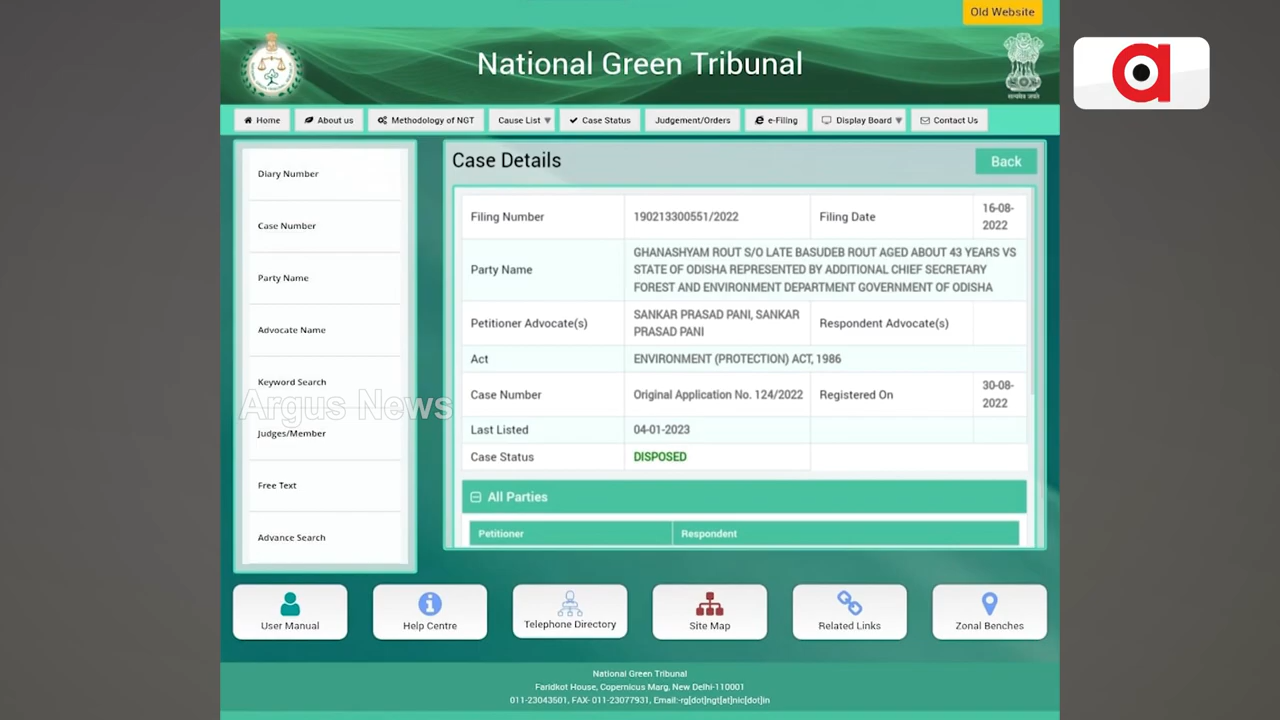 Old Website
National Green Tribunal
सत्यमेव जयते
Home
About us
Methodology of NGT
Cause List
Case Status
Judgement/Orders
e-Filing
Display Board
Contact Us
Diary Number
Case Number
Party Name
Advocate Name
Keyword Search
Argus News
Judges/Member
Free Text
Advance Search
Case Details
Back
Filing Number 190213300551/2022 Filing Date 16-08-
2022
Party Name
GHANASHYAM ROUT S/O LATE BASUDEB ROUT AGED ABOUT 43 YEARS VS
STATE OF ODISHA REPRESENTED BY ADDITIONAL CHIEF SECRETARY
FOREST AND ENVIRONMENT DEPARTMENT GOVERNMENT OF ODISHA
Petitioner Advocate(s)
SANKAR PRASAD PANI, SANKAR
PRASAD PANI
Respondent Advocate(s)
Act ENVIRONMENT (PROTECTION) ACT, 1986
Case Number Original Application No. 124/2022 Registered On 30-08-
2022
Last Listed 04-01-2023
Case Status DISPOSED
All Parties
Petitioner Respondent
User Manual
Help Centre
Telephone Directory
Site Map
Related Links
Zonal Benches
National Green Tribunal
Faridkot House, Copernicus Marg, New Delhi-110001
011-23043501, FAX- 011-23077931, Email:-rg[dot]ngt[at]nic[dot]in